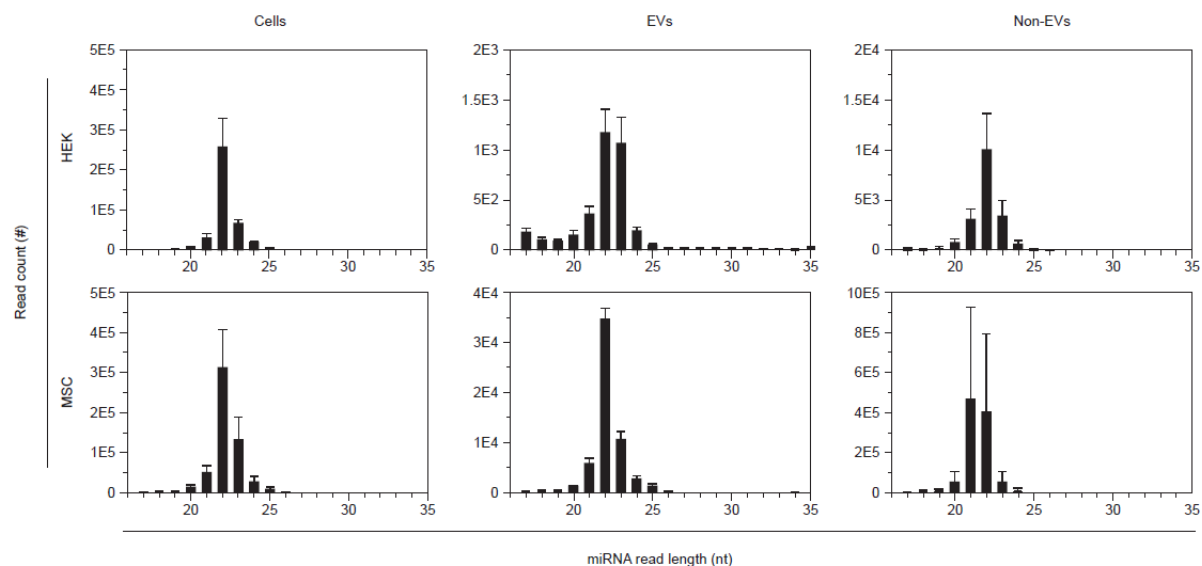 Cells EVs Non-EVs
5E5 2E3 2E4
4E5 1.5E3 1.5E4
3E5
HEK 1E3 1E4
2E5
5E2 5E3
1E5
0 0 0
20 25 30 35 20 25 30 35 20 25 30 35
Read count (#)
5E5 4E4 10E5
4E5 3E4 8E5
3E5 6E5
MSC 2E4
2E5 4E5
1E4
1E5 2E5
0 0 0
20 25 30 35 20 25 30 35 20 25 30 35
miRNA read length (nt)